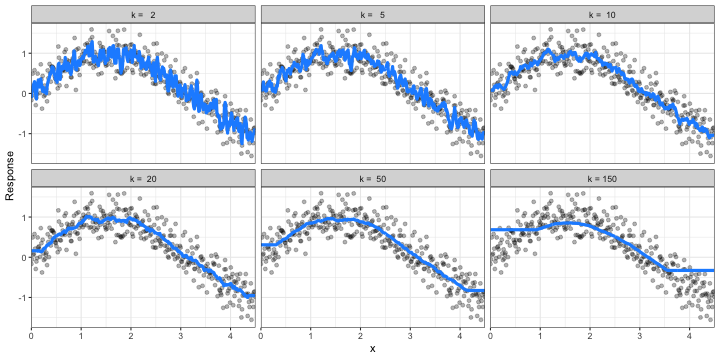 k = 2
k = 5
k = 10
1
0
-1
k = 20
k = 50
k = 150
1
0
-1
0 1 2 3 4 0 1 2 3 4 0 1 2 3 4
x
Response